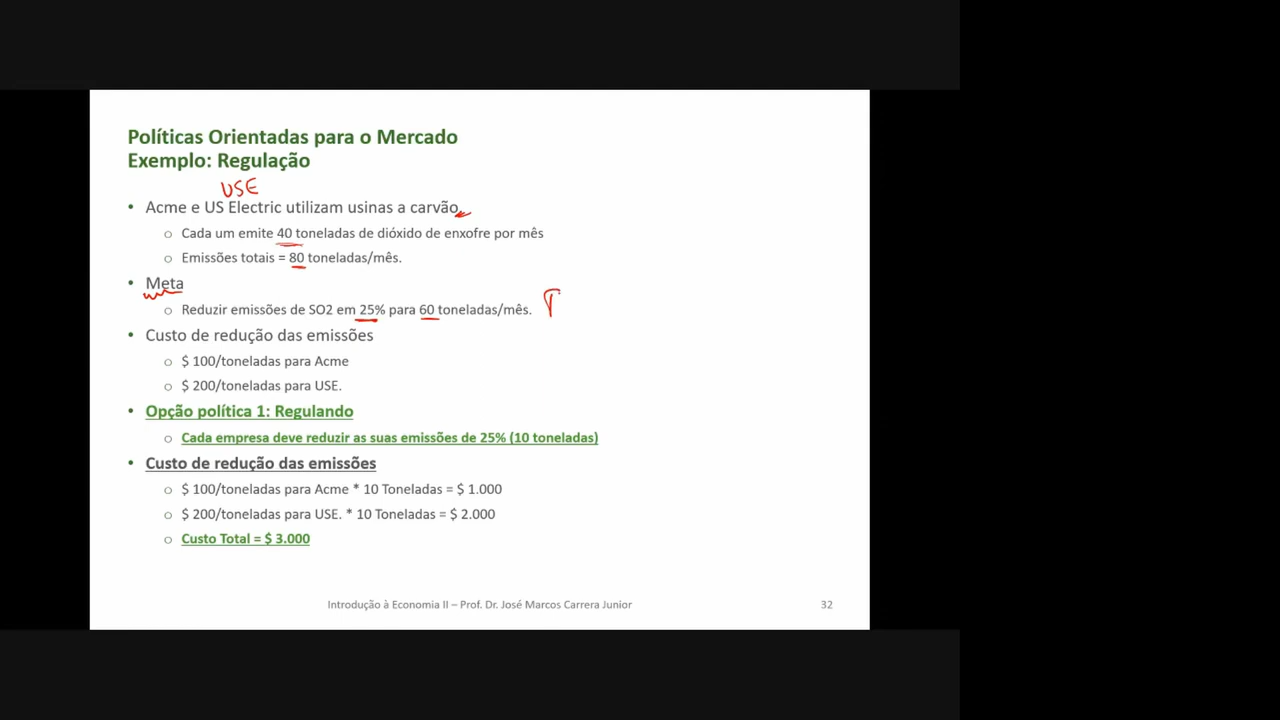 Políticas Orientadas para o Mercado
Exemplo: Regulação
USE
• Acme e US Electric utilizam usinas a carvão.
o Cada um emite 40 toneladas de dióxido de enxofre por mês
o Emissões totais = 80 toneladas/mês.
• Meta
o Reduzir emissões de SO2 em 25% para 60 toneladas/mês.
• Custo de redução das emissões
o $ 100/toneladas para Acme
o $ 200/toneladas para USE.
• Opção política 1: Regulando
o Cada empresa deve reduzir as suas emissões de 25% (10 toneladas)
• Custo de redução das emissões
o $ 100/toneladas para Acme * 10 Toneladas = $ 1.000
o $ 200/toneladas para USE. * 10 Toneladas = $ 2.000
o Custo Total = $ 3.000
Introdução à Economia II – Prof. Dr. José Marcos Carrera Junior 32